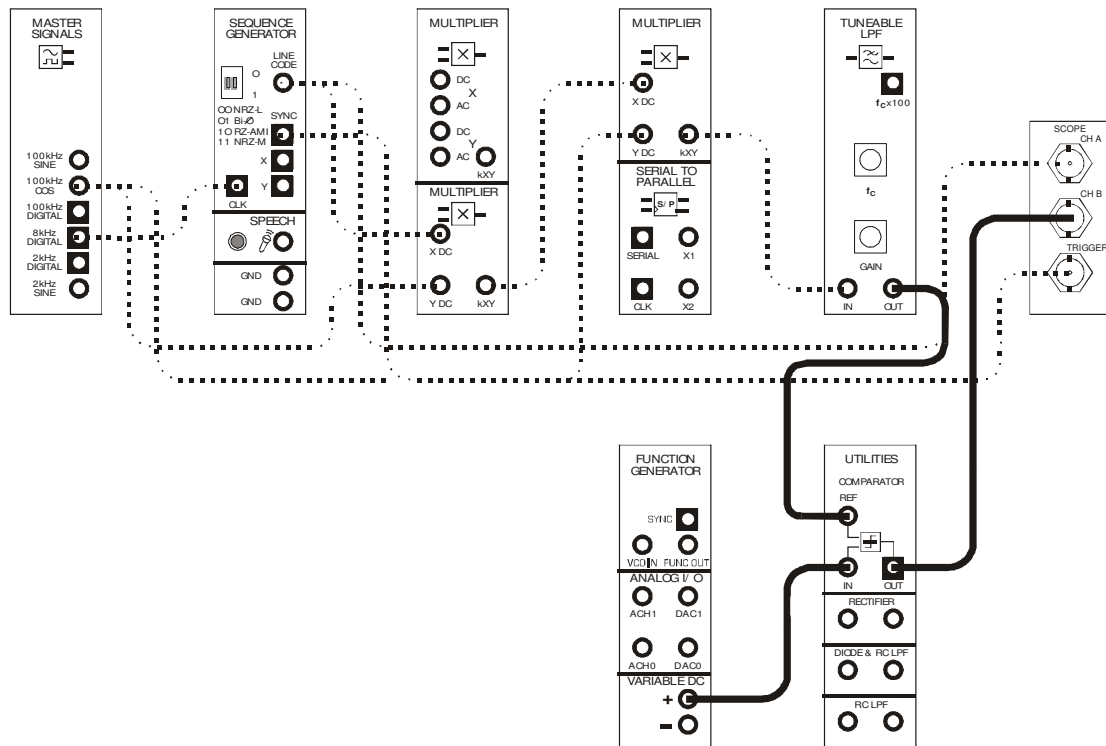 MASTER
SIGNALS
100kHz
SINE
100kHz
COS
100kHz
DIGITAL
8kHz
DIGITAL
2kHz
DIGITAL
2kHz
SINE
SEQUENCE
GENERATOR
LINE
CODE
O
1
OO NRZ-L
O1 Bi-Ø
1O RZ-AMI
11 NRZ-M
SYNC
X
Y
CLK
SPEECH
GND
GND
MULTIPLIER
X
DC
X
AC
DC
Y
AC
kXY
MULTIPLIER
X
X DC
Y DC
kXY
MULTIPLIER
X
X DC
Y DC
kXY
SERIAL TO
PARALLEL
S/P
SERIAL
X1
CLK
X2
TUNEABLE
LPF
fCx100
fC
GAIN
IN
OUT
SCOPE
CH A
CH B
TRIGGER
FUNCTION
GENERATOR
SYNC
VCO IN
FUNC OUT
ANALOG I/ O
ACH1
DAC1
ACH0
DAC0
VARIABLE DC
+
−
UTILITIES
COMPARATOR
REF
IN
OUT
RECTIFIER
DIODE & RC LPF
RC LPF